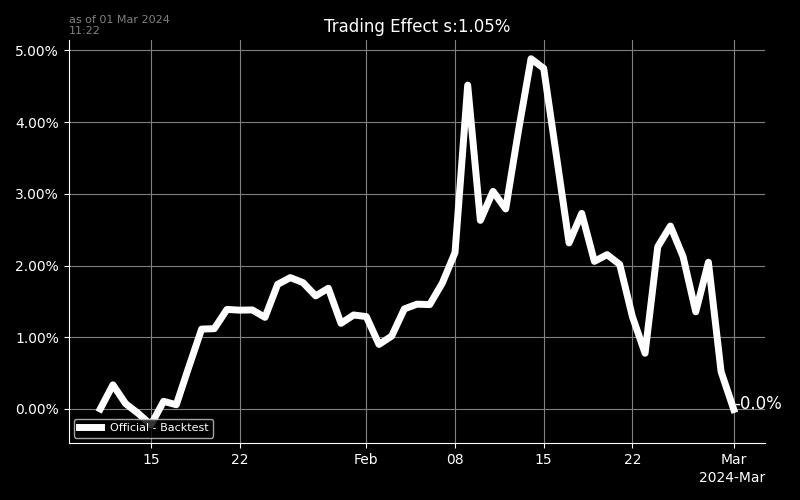 as of 01 Mar 2024
11:22
Trading Effect s:1.05%
5.00%
4.00%
3.00%
2.00%
1.00%
0.00%
-0.0%
Official - Backtest
15
22
Feb
08
15
22
Mar
2024-Mar